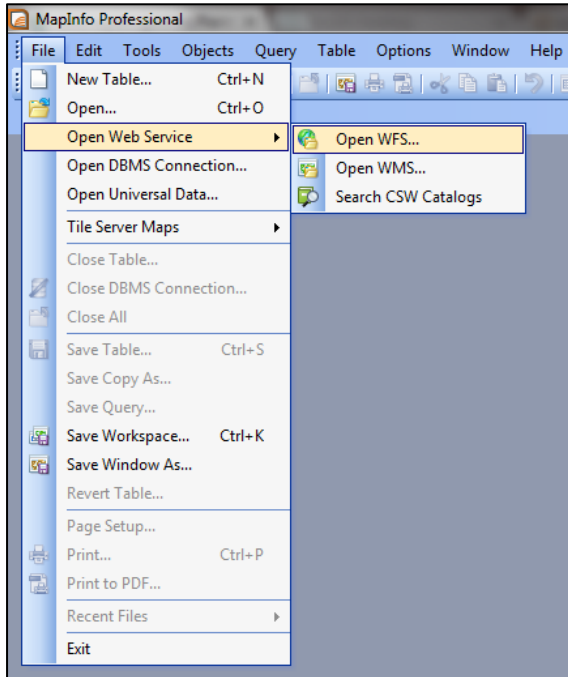 MapInfo Professional
File Edit Tools Objects Query Table Options Window Help
New Table... Ctrl+N
Open... Ctrl+O
Open Web Service
Open DBMS Connection...
Open Universal Data...
Tile Server Maps
Close Table...
Close DBMS Connection...
Close All
Save Table... Ctrl+S
Save Copy As...
Save Query...
Save Workspace... Ctrl+K
Save Window As...
Revert Table...
Page Setup...
Print... Ctrl+P
Print to PDF...
Recent Files
Exit
Open WFS...
Open WMS...
Search CSW Catalogs